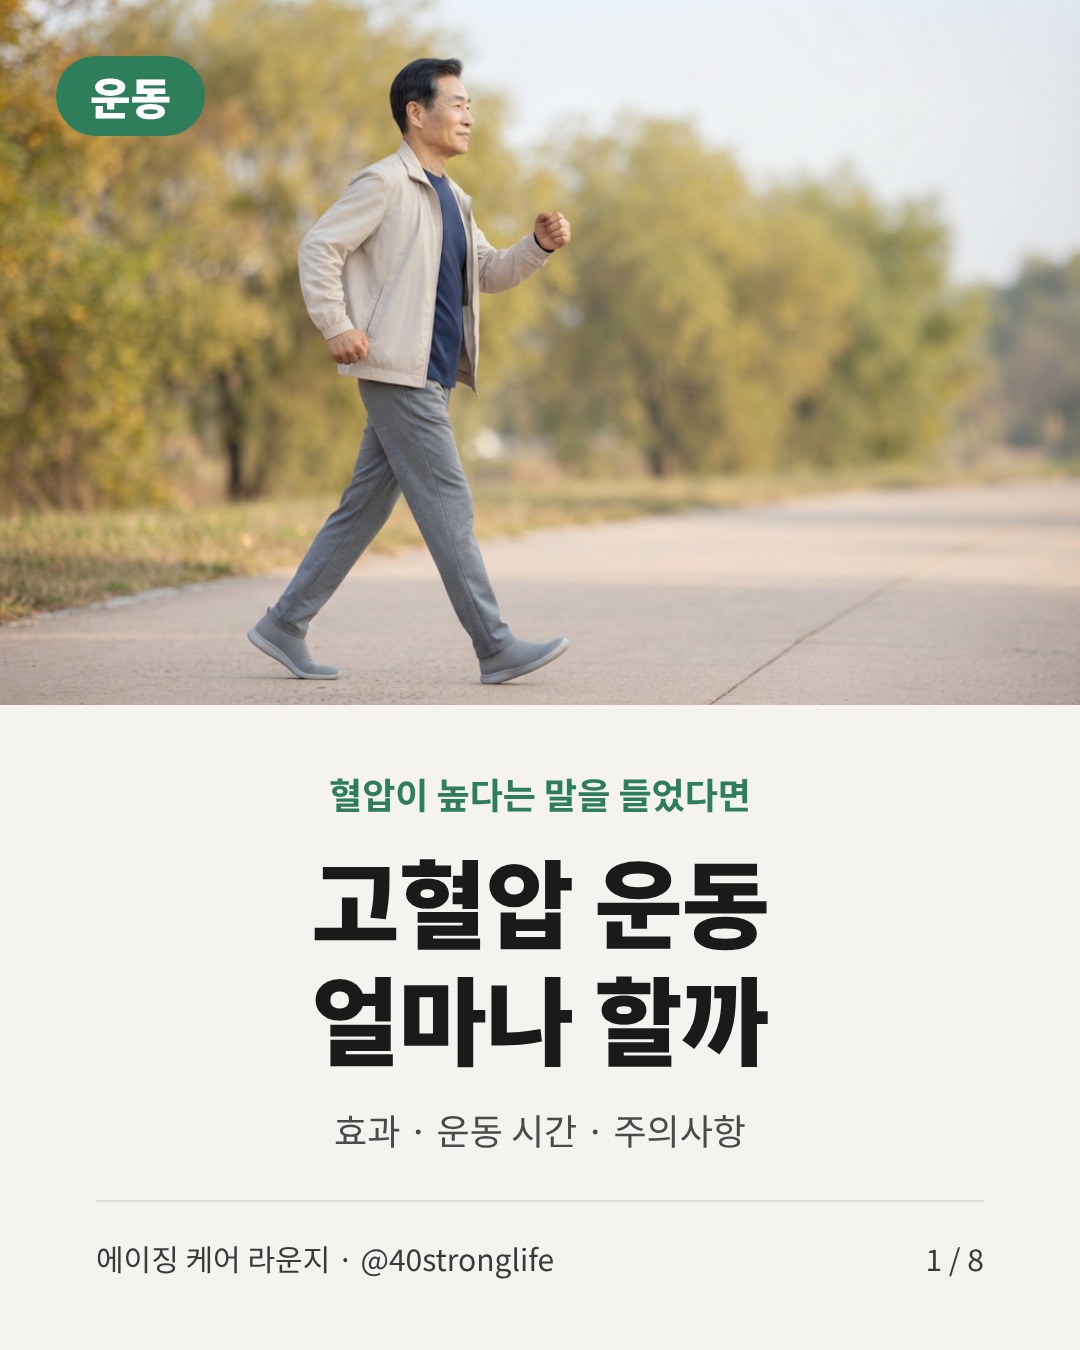 운동
혈압이 높다는 말을 들었다면
고혈압 운동
얼마나 할까
효과 · 운동 시간 · 주의사항
에이징 케어 라운지 · @40stronglife
1 / 8